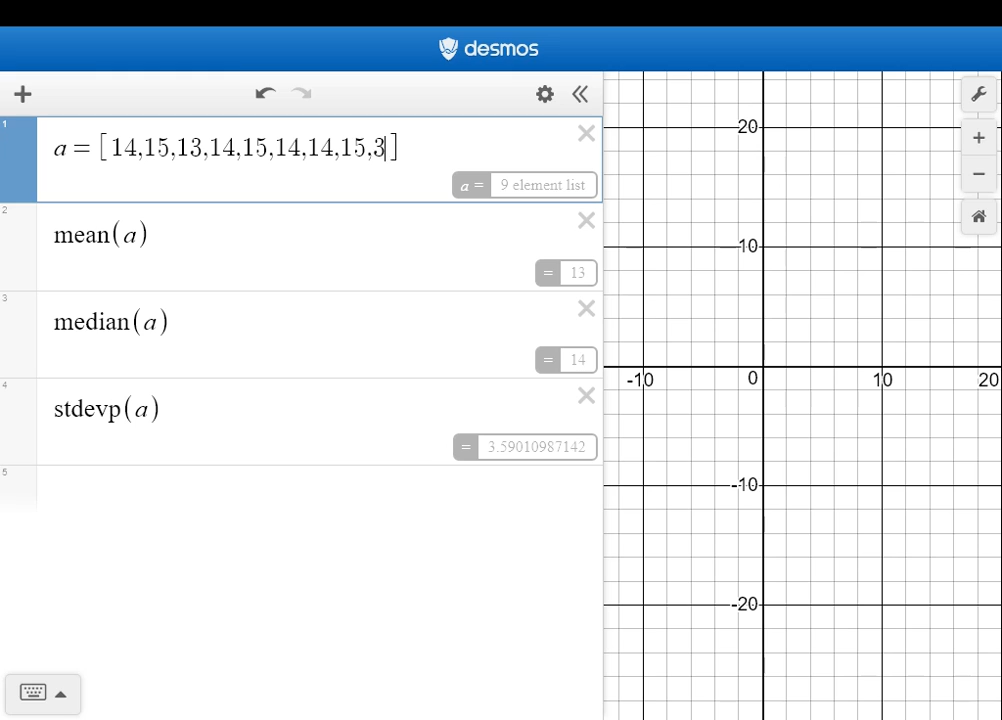 desmos
1
a = [14,15,13,14,15,14,14,15,3]
a = 9 element list
2
mean(a)
= 13
3
median(a)
= 14
4
stdevp(a)
= 3.59010987142
5
20
10
-10 0 10 20
-10
-20